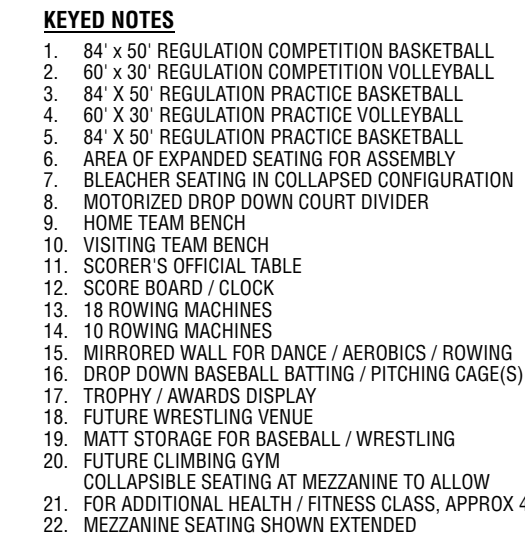 KEYED NOTES
1. 84' x 50' REGULATION COMPETITION BASKETBALL
2. 60' x 30' REGULATION COMPETITION VOLLEYBALL
3. 84' X 50' REGULATION PRACTICE BASKETBALL
4. 60' X 30' REGULATION PRACTICE VOLLEYBALL
5. 84' X 50' REGULATION PRACTICE BASKETBALL
6. AREA OF EXPANDED SEATING FOR ASSEMBLY
7. BLEACHER SEATING IN COLLAPSED CONFIGURATION
8. MOTORIZED DROP DOWN COURT DIVIDER
9. HOME TEAM BENCH
10. VISITING TEAM BENCH
11. SCORER'S OFFICIAL TABLE
12. SCORE BOARD / CLOCK
13. 18 ROWING MACHINES
14. 10 ROWING MACHINES
15. MIRRORED WALL FOR DANCE / AEROBICS / ROWING
16. DROP DOWN BASEBALL BATTING / PITCHING CAGE(S)
17. TROPHY / AWARDS DISPLAY
18. FUTURE WRESTLING VENUE
19. MATT STORAGE FOR BASEBALL / WRESTLING
20. FUTURE CLIMBING GYM
COLLAPSIBLE SEATING AT MEZZANINE TO ALLOW
21. FOR ADDITIONAL HEALTH / FITNESS CLASS, APPROX 4
22. MEZZANINE SEATING SHOWN EXTENDED